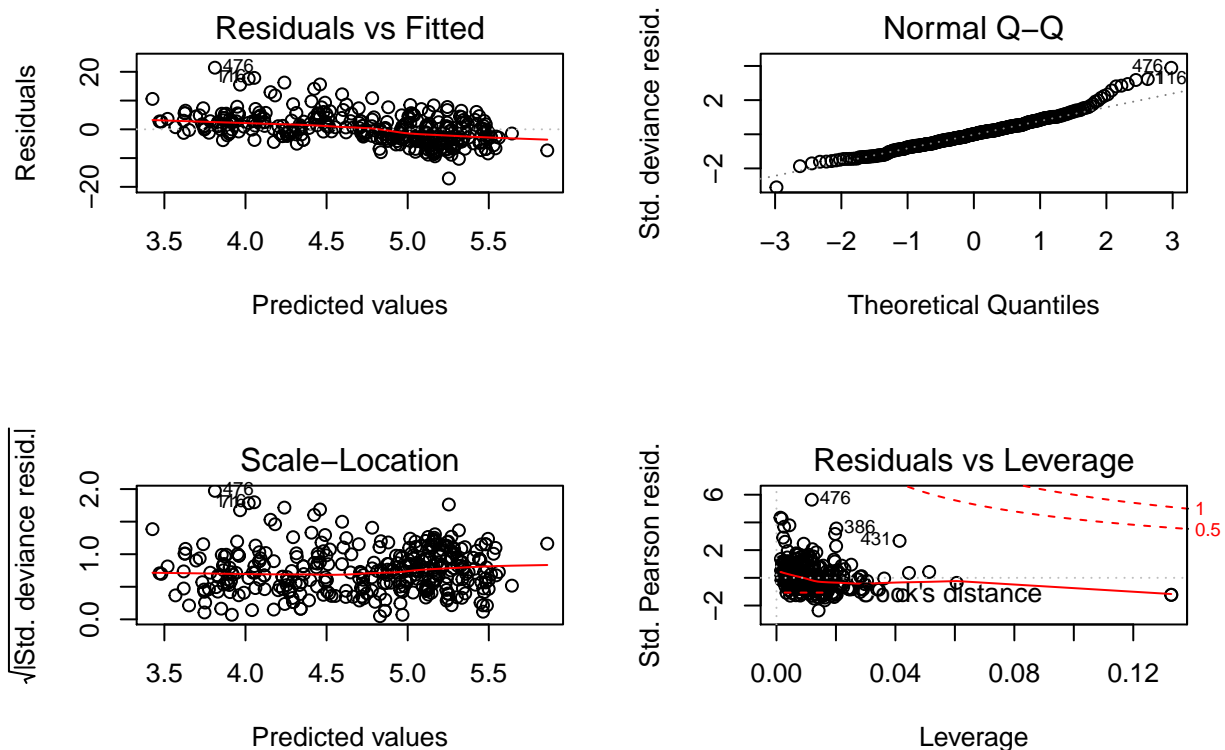 Residuals vs Fitted
Residuals
20
0
−20
476
716
3.5 4.0 4.5 5.0 5.5
Predicted values
Normal Q−Q
Std. deviance resid.
2
−2
476
−3 −2 −1 0 1 2 3
Theoretical Quantiles
Scale−Location
√|Std. deviance resid.|
2.0
1.0
0.0
476
716
3.5 4.0 4.5 5.0 5.5
Predicted values
Residuals vs Leverage
Std. Pearson resid.
6
2
−2
476
386
431
1
0.5
Cook's distance
0.00 0.04 0.08 0.12
Leverage